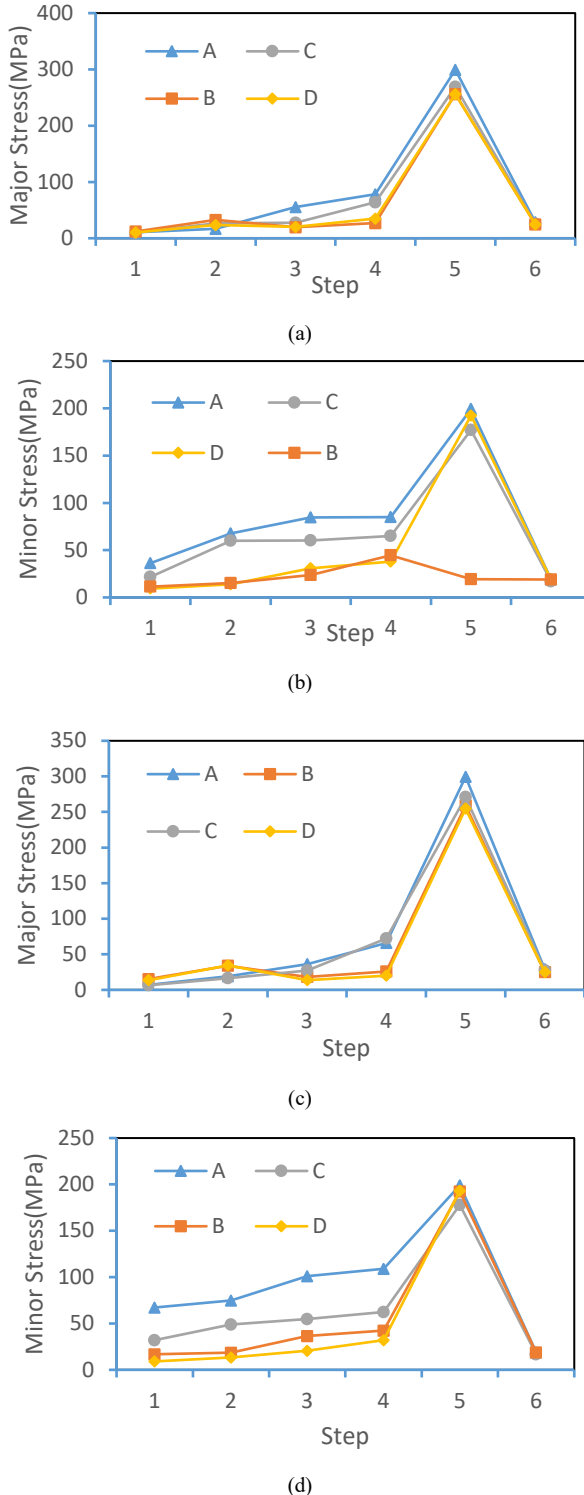 400
300
200
100
0
Major Stress(MPa)
A
C
B
D
1 2 3 4 5 6
Step
(a)
250
200
150
100
50
0
Minor Stress(MPa)
A
C
D
B
1 2 3 4 5 6
Step
(b)
350
300
250
200
150
100
50
0
Major Stress(MPa)
A
B
C
D
1 2 3 4 5 6
Step
(c)
250
200
150
100
50
0
Minor Stress(MPa)
A
C
B
D
1 2 3 4 5 6
Step
(d)